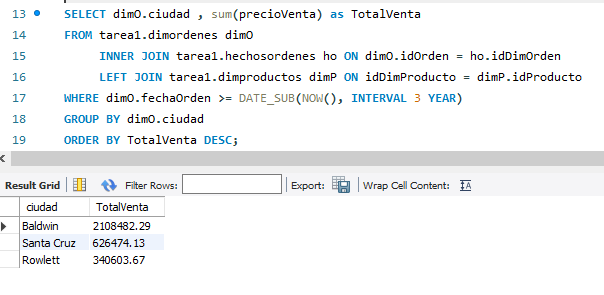 13 SELECT dimO.ciudad , sum(precioVenta) as TotalVenta
14 FROM tarea1.dimordenes dimO
15 INNER JOIN tarea1.hechosordenes ho ON dimO.idOrden = ho.idDimOrden
16 LEFT JOIN tarea1.dimproductos dimP ON idDimProducto = dimP.idProducto
17 WHERE dimO.fechaOrden >= DATE_SUB(NOW(), INTERVAL 3 YEAR)
18 GROUP BY dimO.ciudad
19 ORDER BY TotalVenta DESC;
Result Grid Filter Rows: Export: Wrap Cell Content: IA
ciudad TotalVenta
Baldwin 2108482.29
Santa Cruz 626474.13
Rowlett 340603.67